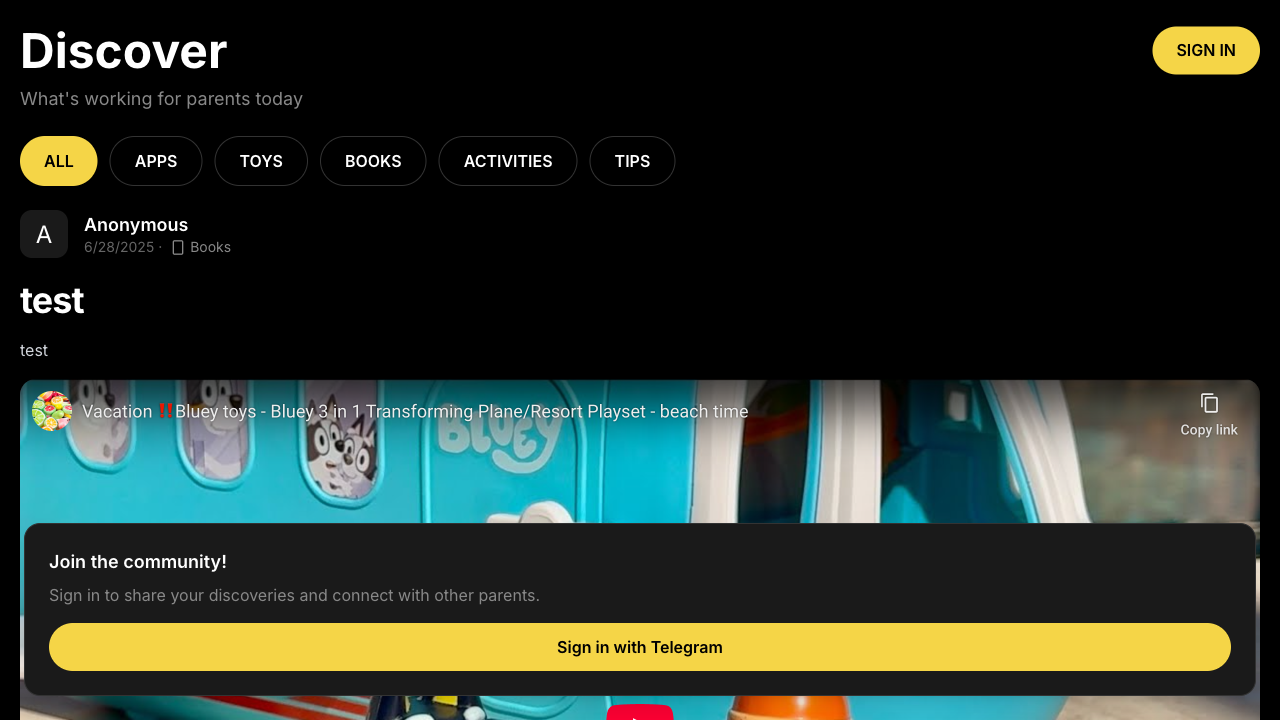 Discover
SIGN IN
What's working for parents today
ALL
APPS
TOYS
BOOKS
ACTIVITIES
TIPS
A
Anonymous
6/28/2025 · Books
test
test
Vacation ‼️Bluey toys - Bluey 3 in 1 Transforming Plane/Resort Playset - beach time
Copy link
BLUEY
Join the community!
Sign in to share your discoveries and connect with other parents.
Sign in with Telegram